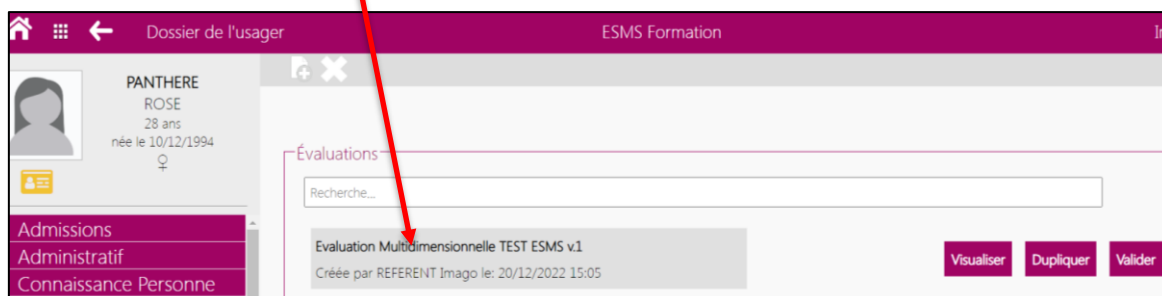 Dossier de l'usager
ESMS Formation
PANTHERE
ROSE
28 ans
née le 10/12/1994
Évaluations
Recherche...
Admissions
Administratif
Connaissance Personne
Evaluation Multidimensionnelle TEST ESMS v.1
Créée par REFERENT Imago le: 20/12/2022 15:05
Visualiser
Dupliquer
Valider